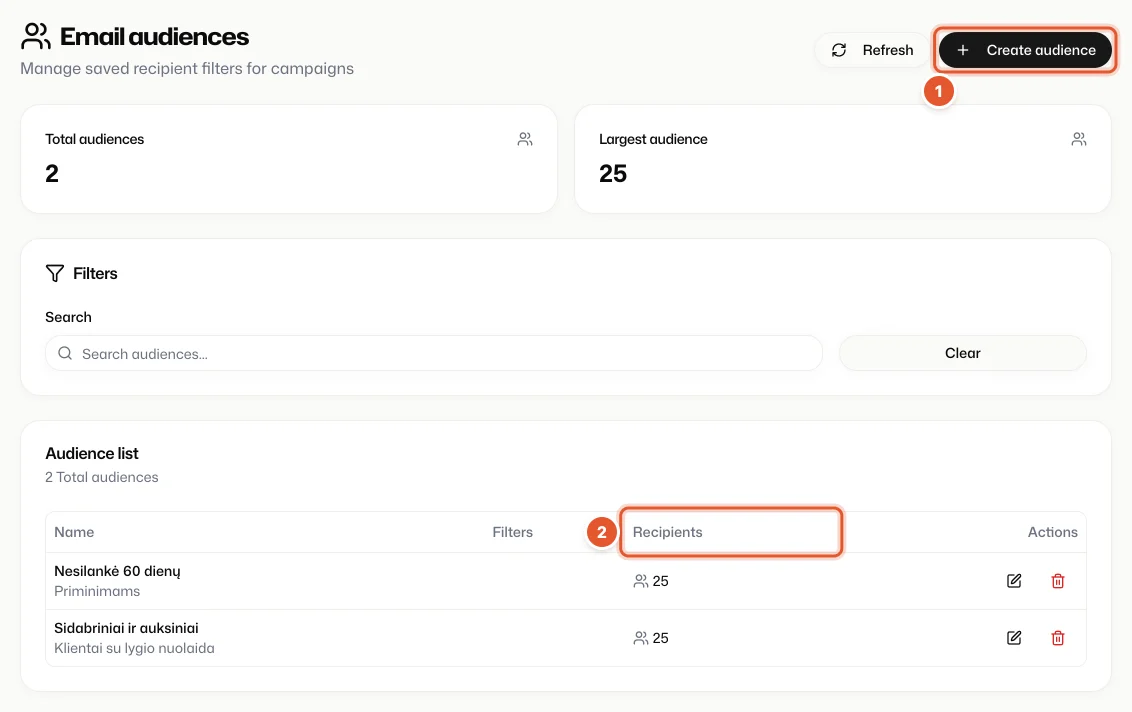 Email audiences
Manage saved recipient filters for campaigns
Refresh
Create audience
1
Total audiences
2
Largest audience
25
Filters
Search
Search audiences...
Clear
Audience list
2 Total audiences
Name Filters 2 Recipients Actions
Nesilankė 60 dienų
Priminimams
25
Sidabriniai ir auksiniai
Klientai su lygio nuolaida
25